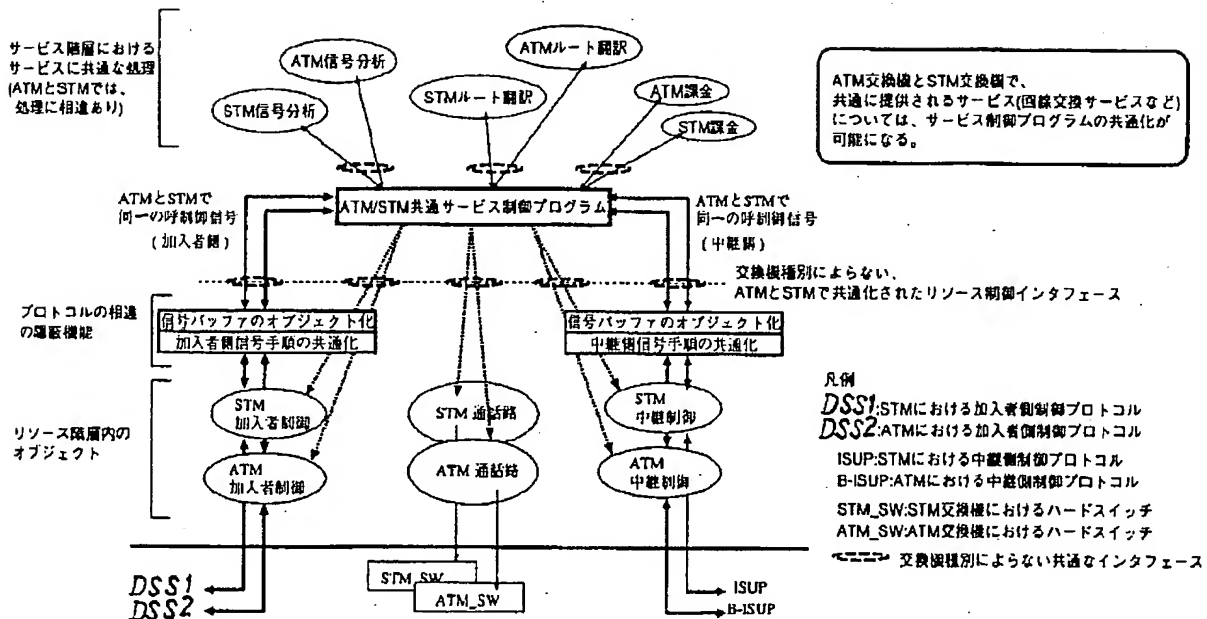 サービス階層における
サービスに共通な処理
(ATMとSTMでは、
処理に相違あり)
ATM信号分析
STM信号分析
ATMルート翻訳
STMルート翻訳
ATM課金
STM課金
ATM交換機とSTM交換機で、
共通に提供されるサービス(回線交換サービスなど)
については、サービス制御プログラムの共通化が
可能になる。
ATM/STM共通サービス制御プログラム
ATMとSTMで
同一の呼制御信号
(加入者側)
ATMとSTMで
同一の呼制御信号
(中継側)
交換機種別によらない、
ATMとSTMで共通化されたリソース制御インタフェース
プロトコルの相違
の隠蔽機能
信号バッファのオブジェクト化
加入者側信号手順の共通化
信号バッファのオブジェクト化
中継側信号手順の共通化
リソース階層内の
オブジェクト
STM
加入者制御
ATM
加入者制御
STM 通話路
ATM 通話路
STM
中継制御
ATM
中継制御
凡例
DSS1:STMにおける加入者側制御プロトコル
DSS2:ATMにおける加入者側制御プロトコル
ISUP:STMにおける中継側制御プロトコル
B-ISUP:ATMにおける中継側制御プロトコル
STM_SW:STM交換機におけるハードスイッチ
ATM_SW:ATM交換機におけるハードスイッチ
交換機種別によらない共通なインタフェース
STM_SW
ATM_SW
DSS1
DSS2
ISUP
B-ISUP